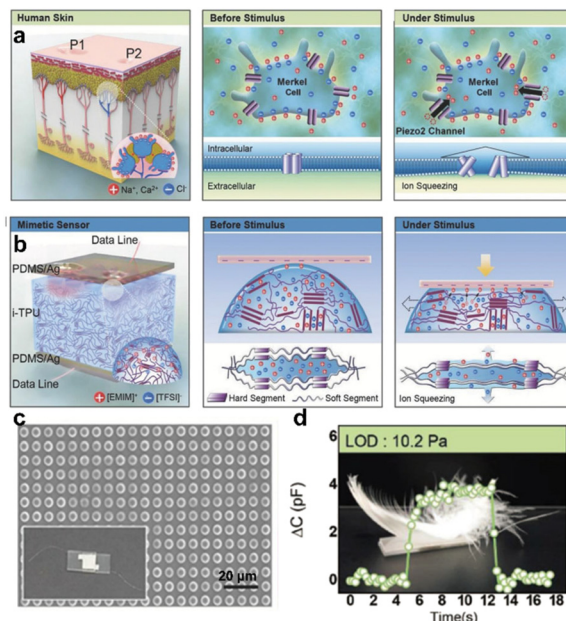 Human Skin
Before Stimulus
Under Stimulus
a
P1
P2
Na⁺, Ca²⁺
Cl⁻
Merkel
Cell
Merkel
Cell
Piezo2 Channel
Intracellular
Extracellular
Ion Squeezing
Mimetic Sensor
Before Stimulus
Under Stimulus
b
Data Line
PDMS/Ag
i-TPU
PDMS/Ag
Data Line
[EMIM]⁺
[TFSI]⁻
Hard Segment
Soft Segment
Ion Squeezing
c
20 µm
d
LOD : 10.2 Pa
ΔC (pF)
6
4
2
0
0 2 4 6 8 10 12 14 16 18
Time(s)